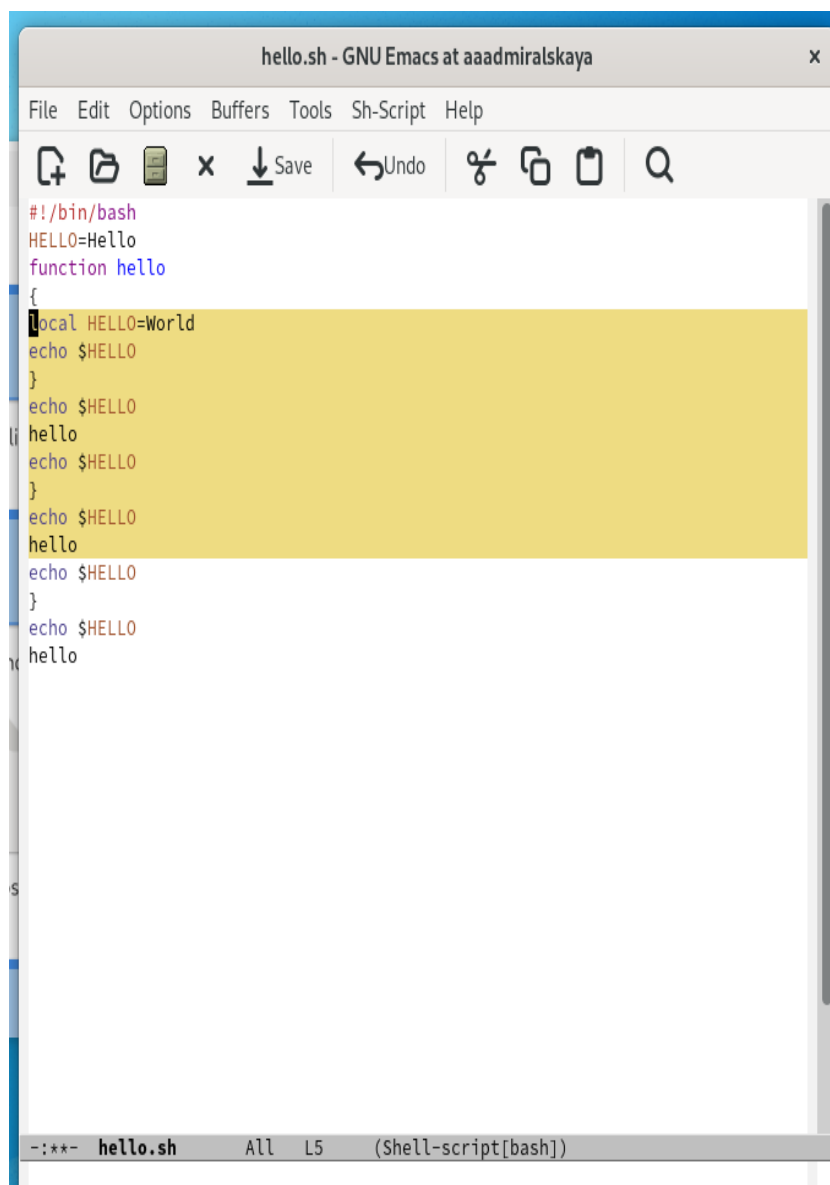 hello.sh - GNU Emacs at aaadmiralskaya
x
File Edit Options Buffers Tools Sh-Script Help
Save Undo
#!/bin/bash
HELLO=Hello
function hello
{
local HELLO=World
echo $HELLO
}
echo $HELLO
hello
echo $HELLO
}
echo $HELLO
hello
echo $HELLO
}
echo $HELLO
hello
-:**- hello.sh All L5 (Shell-script[bash])